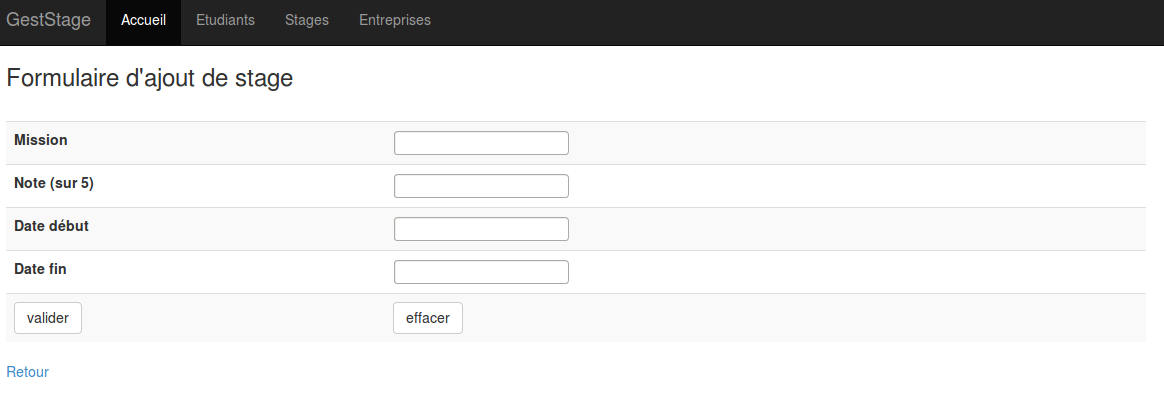 GestStage Accueil Etudiants Stages Entreprises
Formulaire d'ajout de stage
Mission
Note (sur 5)
Date début
Date fin
valider effacer
Retour